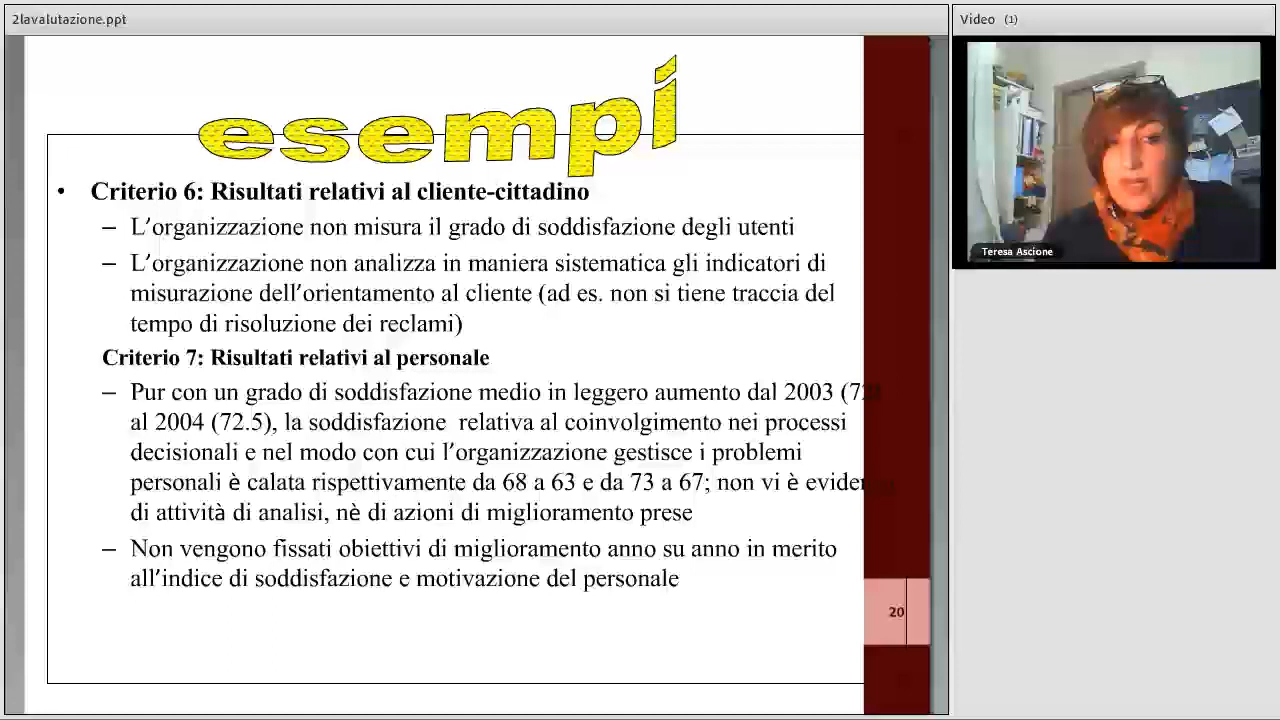 2lavalutazione.ppt
Video (1)
esempi
• Criterio 6: Risultati relativi al cliente-cittadino
– L’organizzazione non misura il grado di soddisfazione degli utenti
– L’organizzazione non analizza in maniera sistematica gli indicatori di
misurazione dell’orientamento al cliente (ad es. non si tiene traccia del
tempo di risoluzione dei reclami)
Criterio 7: Risultati relativi al personale
– Pur con un grado di soddisfazione medio in leggero aumento dal 2003 (72)
al 2004 (72.5), la soddisfazione relativa al coinvolgimento nei processi
decisionali e nel modo con cui l’organizzazione gestisce i problemi
personali è calata rispettivamente da 68 a 63 e da 73 a 67; non vi è evidenza
di attività di analisi, nè di azioni di miglioramento prese
– Non vengono fissati obiettivi di miglioramento anno su anno in merito
all’indice di soddisfazione e motivazione del personale
20
Teresa Ascione